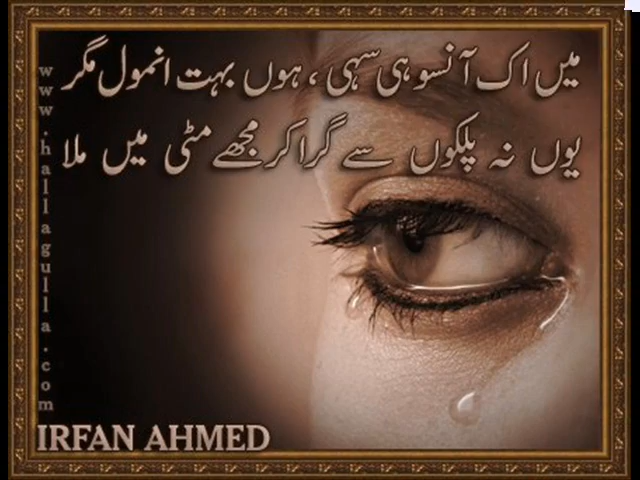 میں اک آنسو ہی سہی ، ہوں بہت انمول مگر
یوں نہ پلکوں سے گرا کر مجھے مٹی میں ملا
www.hallagulla.com
IRFAN AHMED